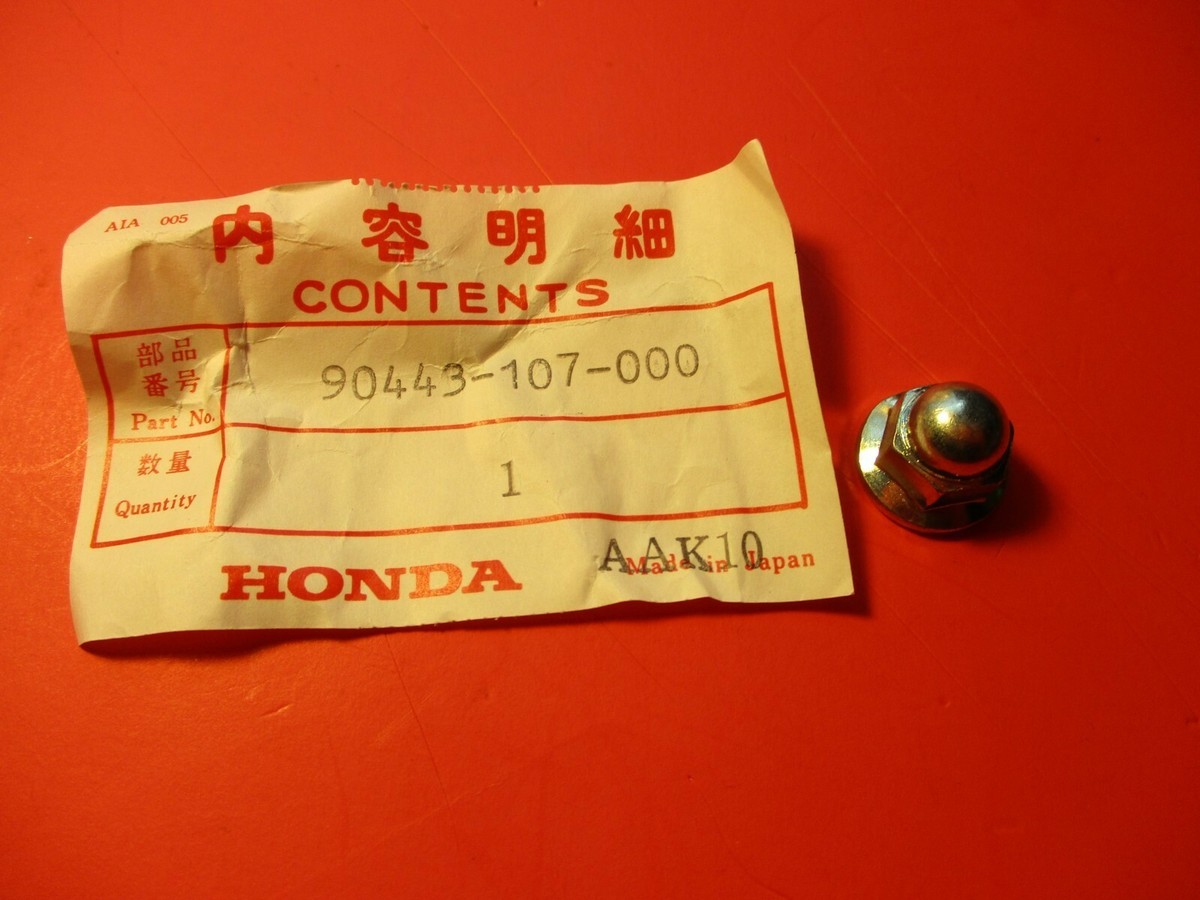 AIA 005
内容明細
CONTENTS
部品
番号
Part No.
90443-107-000
数量
Quantity
1
HONDA
Made in Japan
AAK10